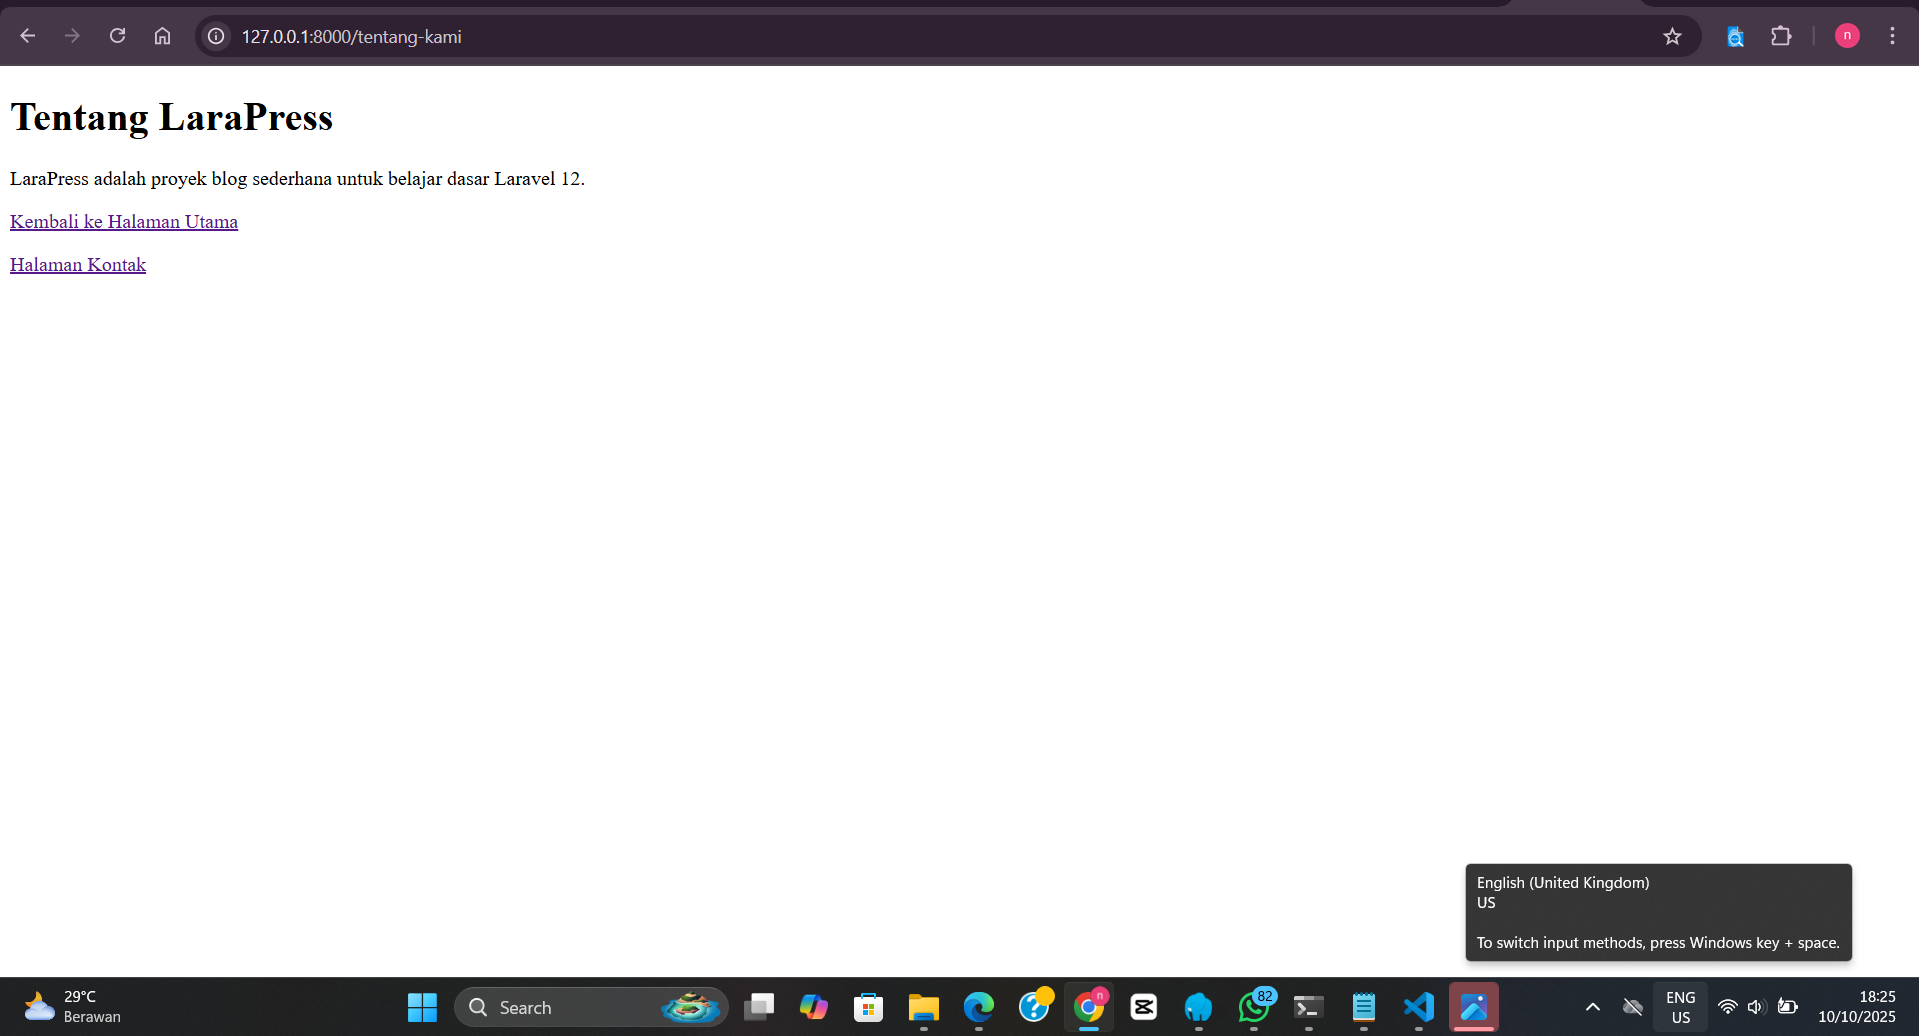 127.0.0.1:8000/tentang-kami
n
Tentang LaraPress
LaraPress adalah proyek blog sederhana untuk belajar dasar Laravel 12.
Kembali ke Halaman Utama
Halaman Kontak
English (United Kingdom)
US
To switch input methods, press Windows key + space.
29°C
Berawan
Search
n
82
ENG
US
18:25
10/10/2025